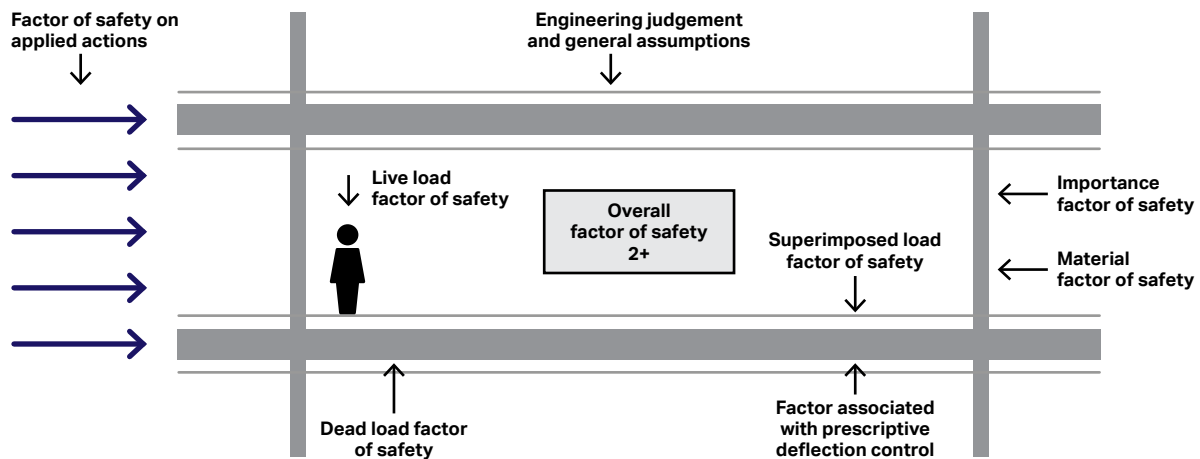 Factor of safety on
applied actions
Engineering judgement
and general assumptions
Live load
factor of safety
Overall
factor of safety
2+
Importance
factor of safety
Superimposed load
factor of safety
Material
factor of safety
Dead load factor
of safety
Factor associated
with prescriptive
deflection control